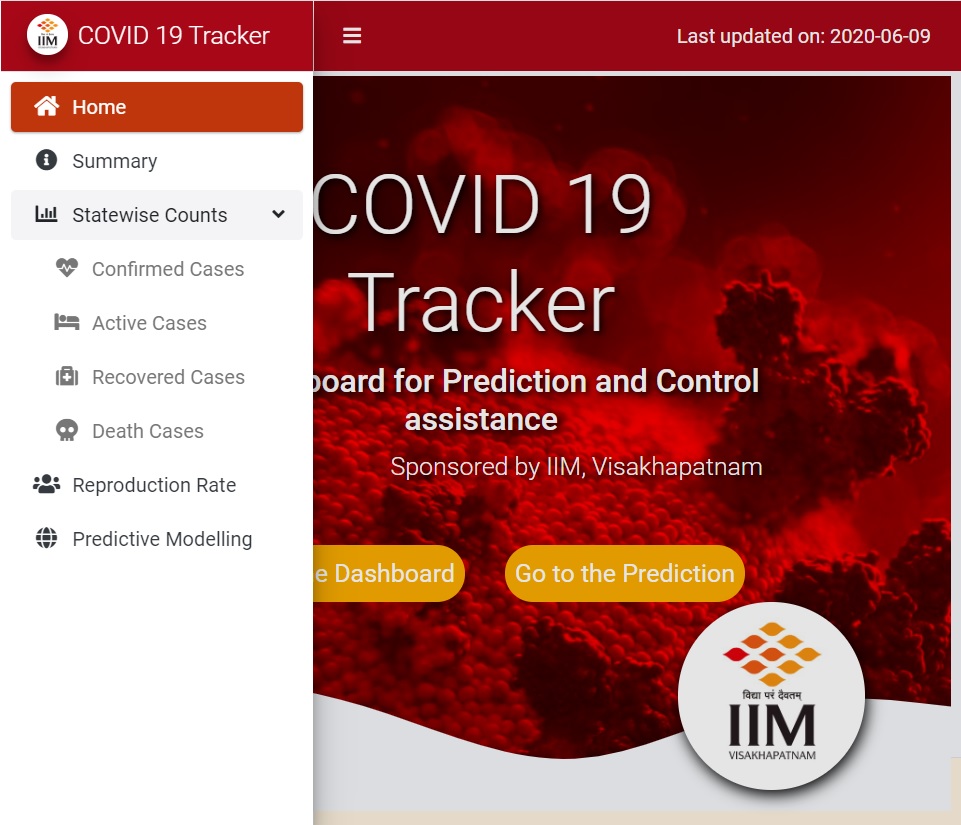 IIM
COVID 19 Tracker
Last updated on: 2020-06-09
Home
Summary
Statewise Counts
Confirmed Cases
Active Cases
Recovered Cases
Death Cases
Reproduction Rate
Predictive Modelling
COVID 19
Tracker
board for Prediction and Control
assistance
Sponsored by IIM, Visakhapatnam
e Dashboard
Go to the Prediction
विद्या परं दैवतम्
IIM
VISAKHAPATNAM